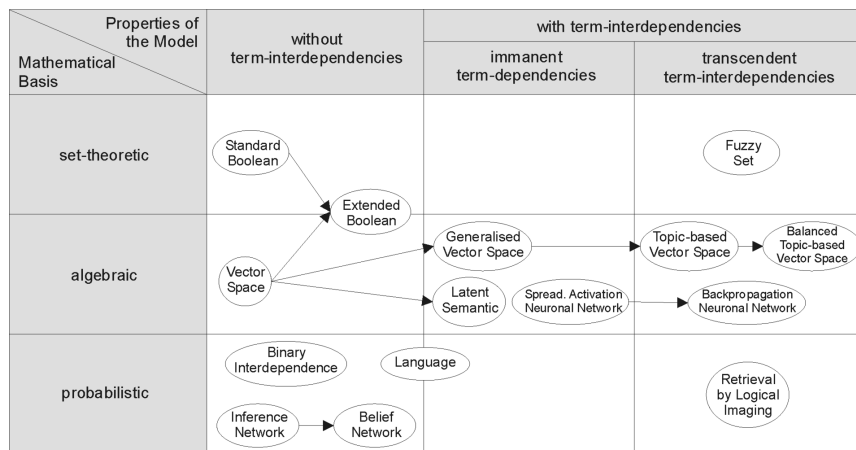 Properties of
the Model
Mathematical
Basis
without
term-interdependencies
with term-interdependencies
immanent
term-dependencies
transcendent
term-interdependencies
set-theoretic
Standard
Boolean
Fuzzy
Set
Extended
Boolean
algebraic
Generalised
Vector Space
Topic-based
Vector Space
Balanced
Topic-based
Vector Space
Vector
Space
Latent
Semantic
Spread. Activation
Neuronal Network
Backpropagation
Neuronal Network
probabilistic
Binary
Interdependence
Language
Retrieval
by Logical
Imaging
Inference
Network
Belief
Network